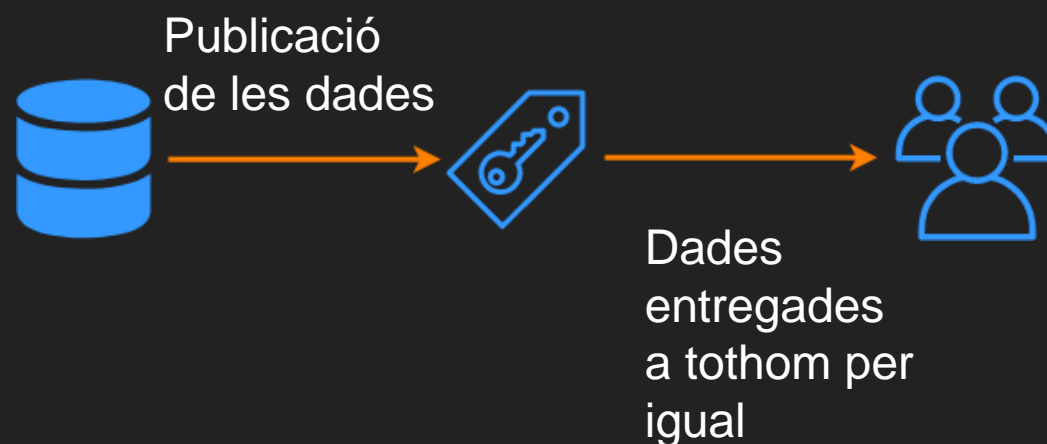 Publicació
de les dades
Dades
entregades
a tothom per
igual